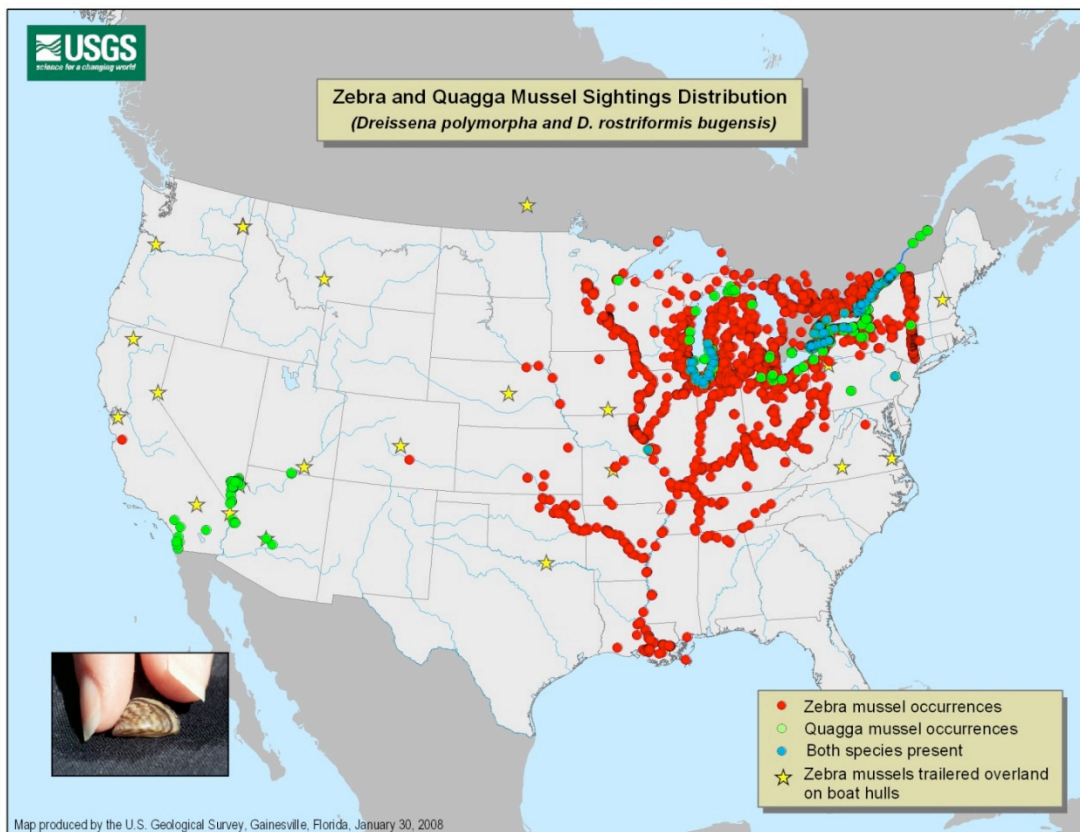 USGS
science for a changing world
Zebra and Quagga Mussel Sightings Distribution
(Dreissena polymorpha and D. rostriformis bugensis)
Zebra mussel occurrences
Quagga mussel occurrences
Both species present
Zebra mussels trailered overland
on boat hulls
Map produced by the U.S. Geological Survey, Gainesville, Florida, January 30, 2008